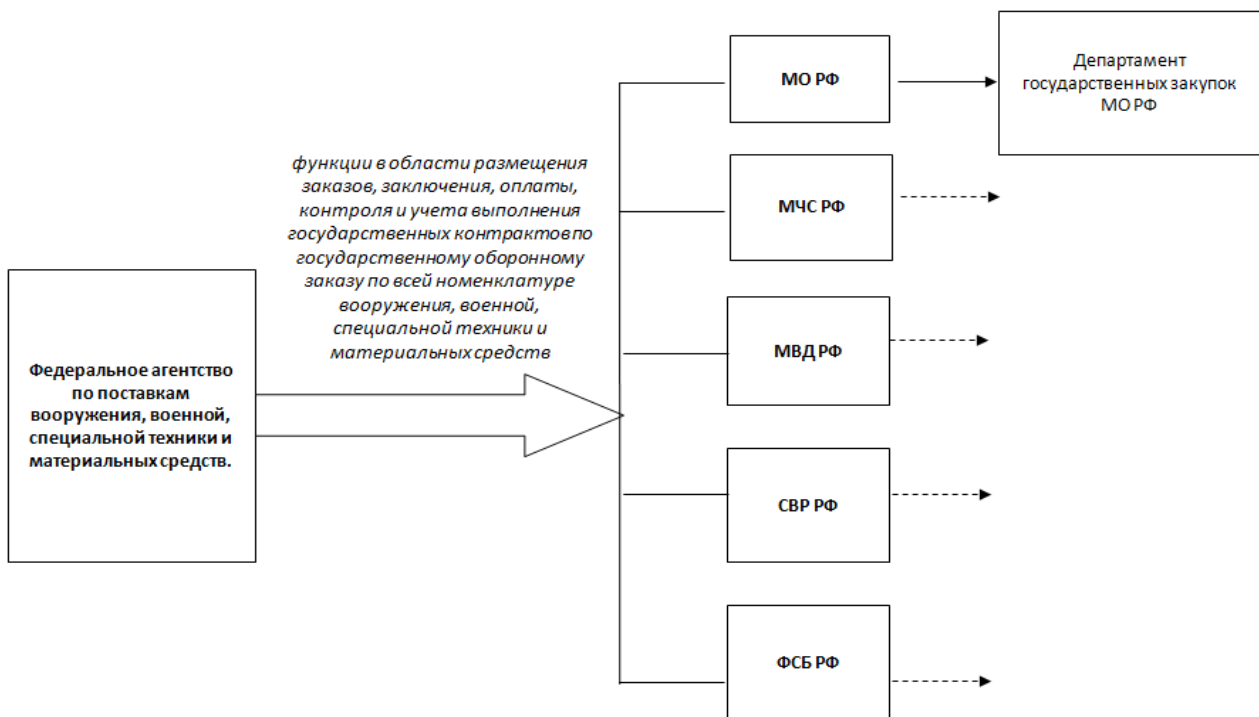 Федеральное агентство
по поставкам
вооружения, военной,
специальной техники и
материальных средств.
функции в области размещения
заказов, заключения, оплаты,
контроля и учета выполнения
государственных контрактов по
государственному оборонному
заказу по всей номенклатуре
вооружения, военной,
специальной техники и
материальных средств
МО РФ
Департамент
государственных закупок
МО РФ
МЧС РФ
МВД РФ
СВР РФ
ФСБ РФ